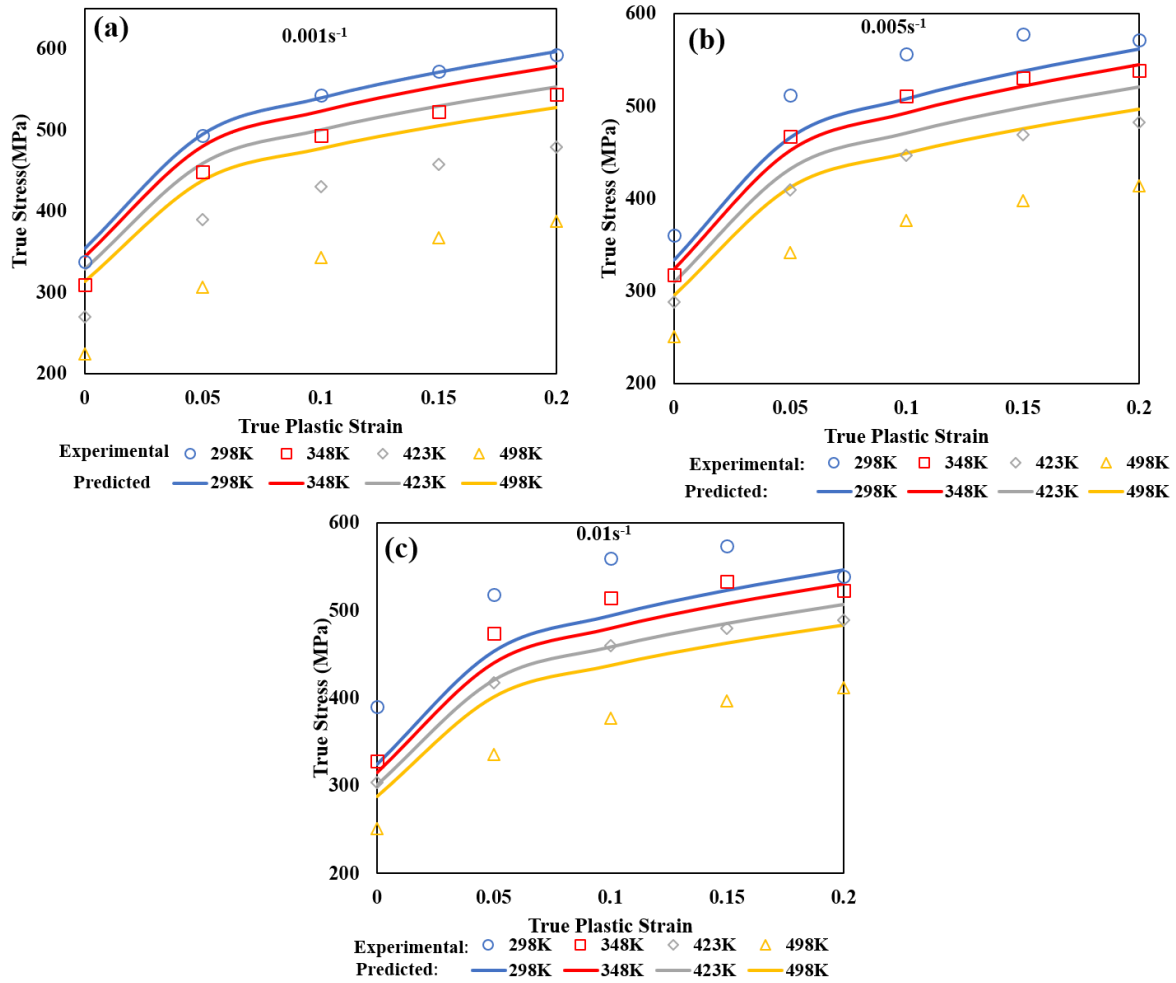 (a)
0.001s⁻¹
600
500
400
300
200
True Stress(MPa)
0 0.05 0.1 0.15 0.2
True Plastic Strain
Experimental 298K 348K 423K 498K
Predicted 298K 348K 423K 498K
(b)
0.005s⁻¹
600
500
400
300
200
True Stress (MPa)
0 0.05 0.1 0.15 0.2
True Plastic Strain
Experimental: 298K 348K 423K 498K
Predicted: 298K 348K 423K 498K
(c)
0.01s⁻¹
600
500
400
300
200
True Stress (MPa)
0 0.05 0.1 0.15 0.2
True Plastic Strain
Experimental: 298K 348K 423K 498K
Predicted: 298K 348K 423K 498K